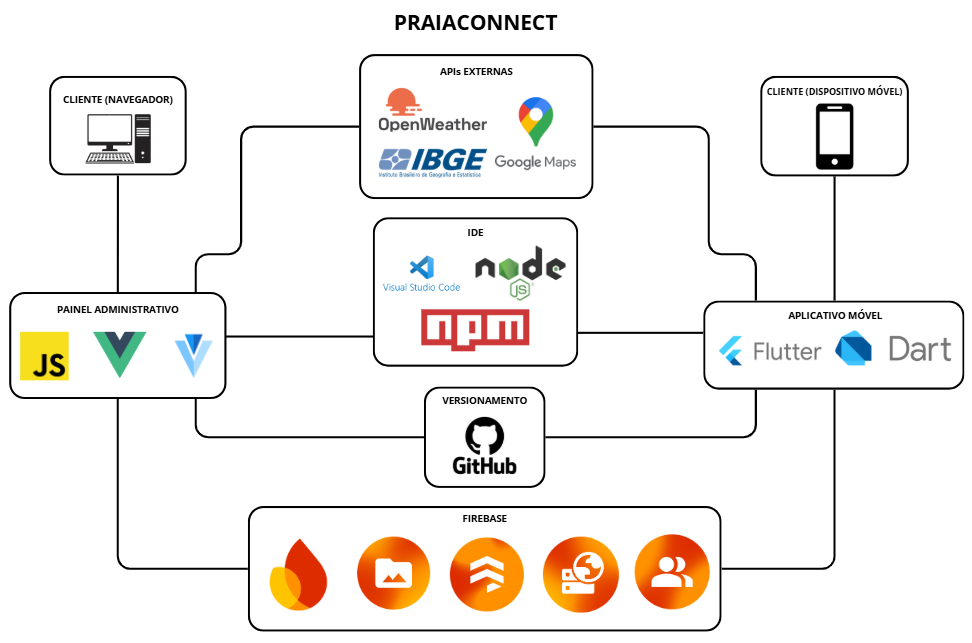 PRAIACONNECT
APIs EXTERNAS
OpenWeather
IBGE
Instituto Brasileiro de Geografia e Estatística
Google Maps
CLIENTE (NAVEGADOR)
CLIENTE (DISPOSITIVO MÓVEL)
IDE
Visual Studio Code
node
JS
npm
PAINEL ADMINISTRATIVO
JS
APLICATIVO MÓVEL
Flutter
Dart
VERSIONAMENTO
GitHub
FIREBASE